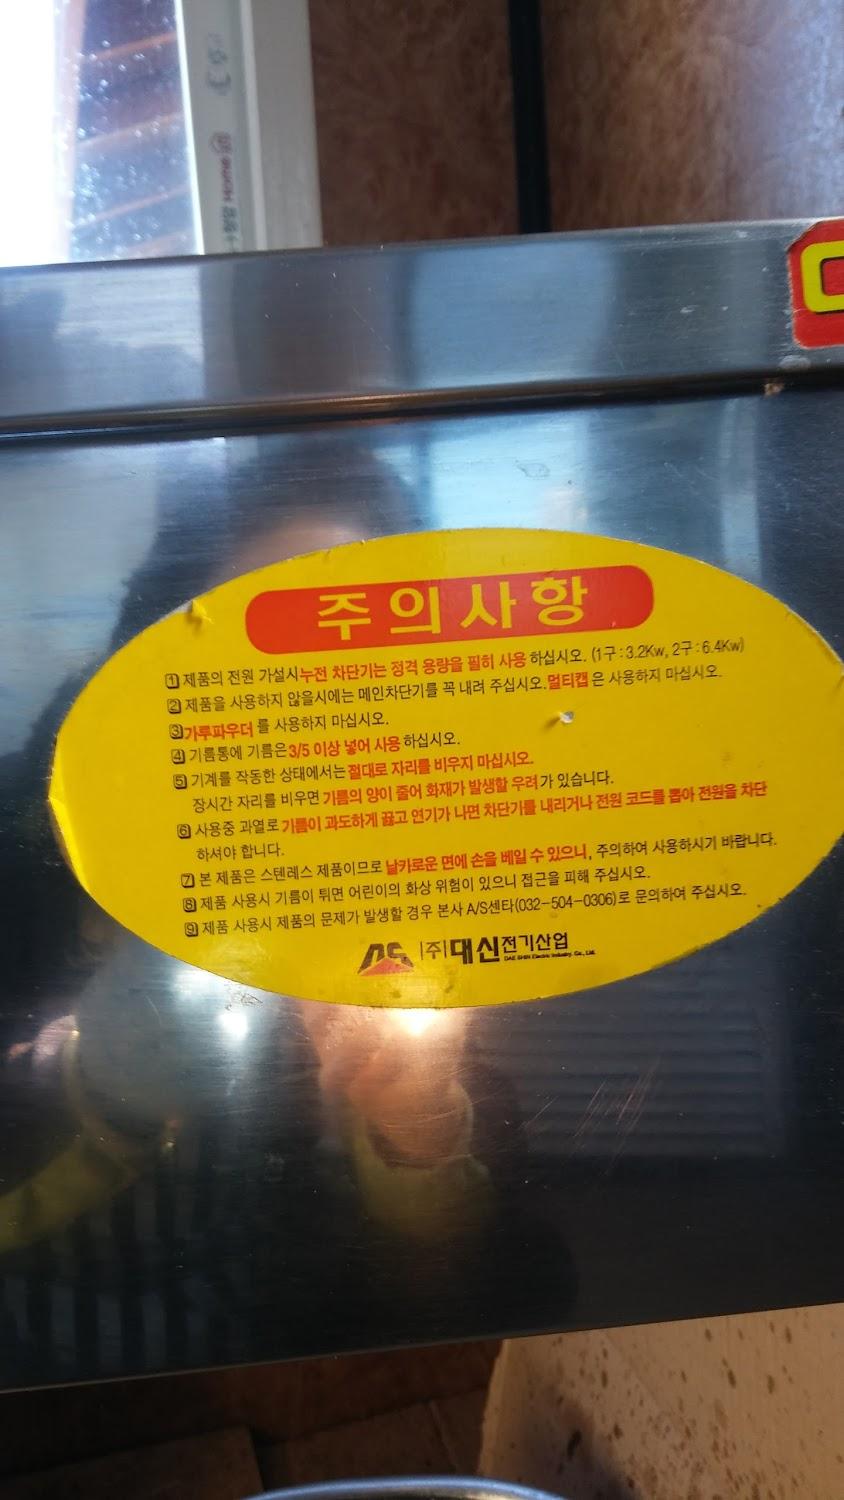 주의사항
1 제품의 전원 가설시 누전 차단기는 정격 용량을 필히 사용 하십시오. (1구 : 3.2Kw, 2구 : 6.4Kw)
2 제품을 사용하지 않을시에는 메인차단기를 꼭 내려 주십시오. 멀티캡 은 사용하지 마십시오.
3 가루파우더 를 사용하지 마십시오.
4 기름통에 기름은 3/5 이상 넣어 사용 하십시오.
5 기계를 작동한 상태에서는 절대로 자리를 비우지 마십시오.
장시간 자리를 비우면 기름의 양이 줄어 화재가 발생할 우려가 있습니다.
6 사용중 과열로 기름이 과도하게 끓고 연기가 나면 차단기를 내리거나 전원 코드를 뽑아 전원을 차단
하셔야 합니다.
7 본 제품은 스텐레스 제품이므로 날카로운 면에 손을 베일 수 있으니, 주의하여 사용하시기 바랍니다.
8 제품 사용시 기름이 튀면 어린이의 화상 위험이 있으니 접근을 피해 주십시오.
9 제품 사용시 제품의 문제가 발생할 경우 본사 A/S센타(032-504-0306)로 문의하여 주십시오.
(주)대신전기산업
DAE SHIN Electric Industry. Co., Ltd.